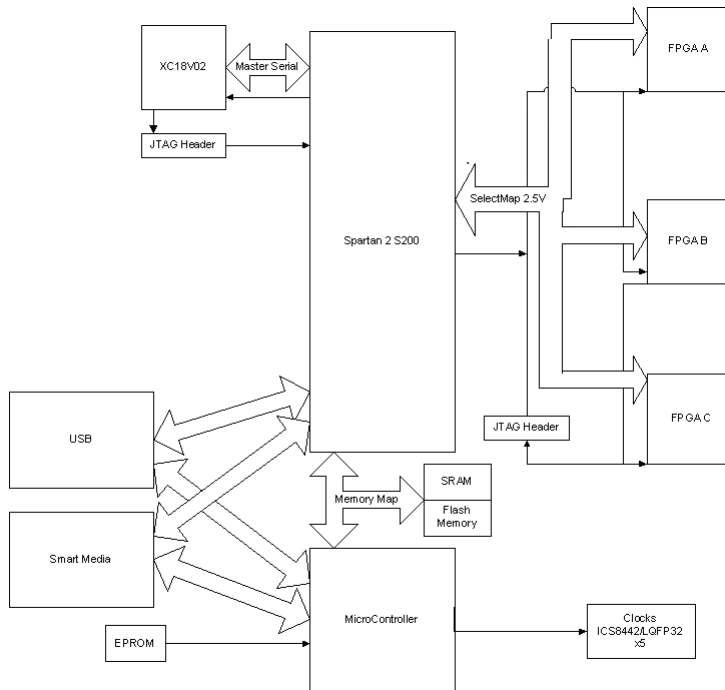 FPGA A
XC18V02
Master Serial
JTAG Header
SelectMap 2.5V
Spartan 2 S200
FPGA B
USB
FPGA C
JTAG Header
SRAM
Memory Map
Flash
Memory
Smart Media
MicroController
Clocks
ICS8442/LQFP32
x5
EPROM